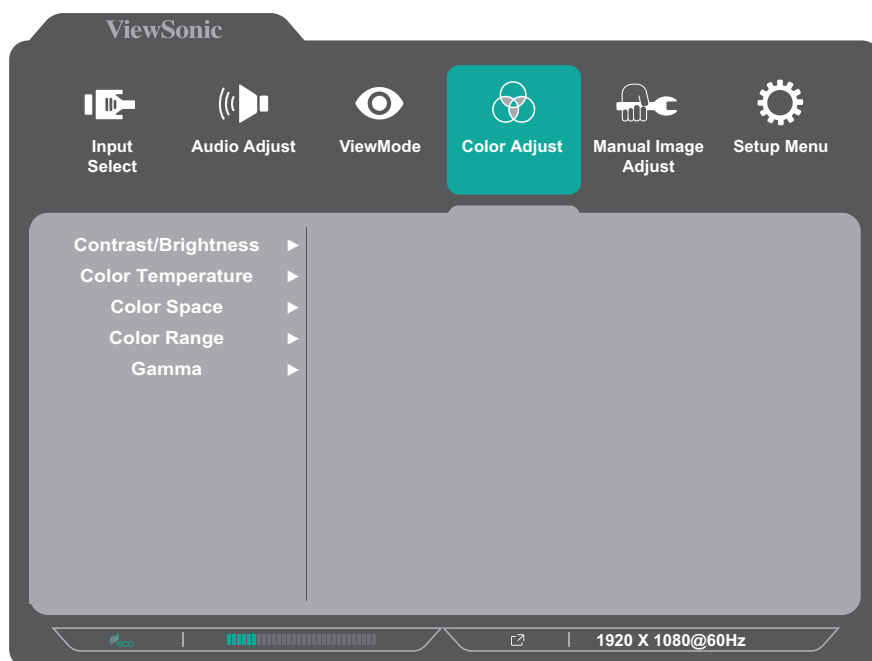 ViewSonic
Input
Select
Audio Adjust
ViewMode
Color Adjust
Manual Image
Adjust
Setup Menu
Contrast/Brightness
Color Temperature
Color Space
Color Range
Gamma
eco
1920 X 1080@60Hz